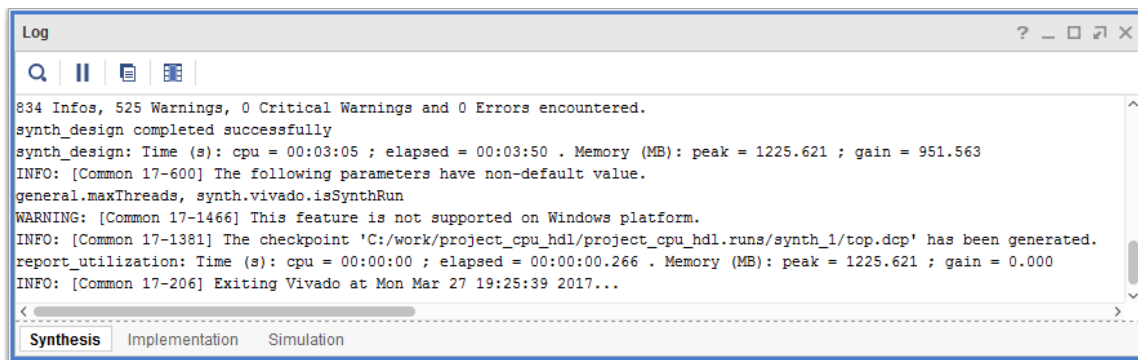 Log
834 Infos, 525 Warnings, 0 Critical Warnings and 0 Errors encountered.
synth_design completed successfully
synth_design: Time (s): cpu = 00:03:05 ; elapsed = 00:03:50 . Memory (MB): peak = 1225.621 ; gain = 951.563
INFO: [Common 17-600] The following parameters have non-default value.
general.maxThreads, synth.vivado.isSynthRun
WARNING: [Common 17-1466] This feature is not supported on Windows platform.
INFO: [Common 17-1381] The checkpoint 'C:/work/project_cpu_hdl/project_cpu_hdl.runs/synth_1/top.dcp' has been generated.
report_utilization: Time (s): cpu = 00:00:00 ; elapsed = 00:00:00.266 . Memory (MB): peak = 1225.621 ; gain = 0.000
INFO: [Common 17-206] Exiting Vivado at Mon Mar 27 19:25:39 2017...
Synthesis Implementation Simulation